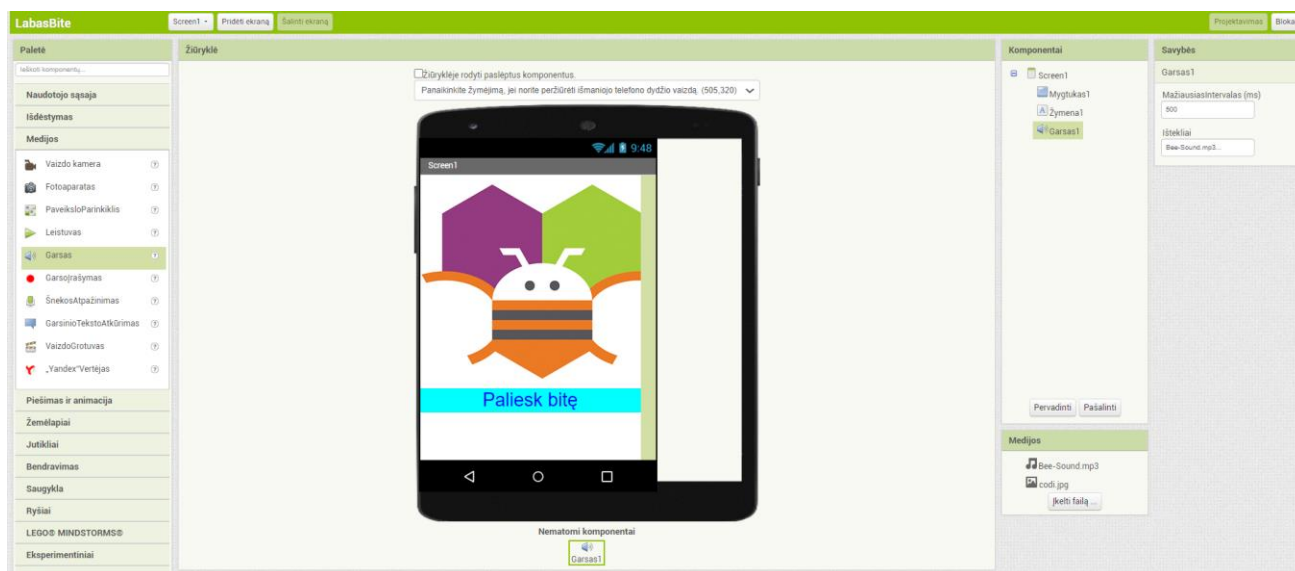 LabasBite
Screen1
Pridėti ekraną
Šalinti ekraną
Projektavimas
Bloka
Paletė
Ieškoti komponentų...
Naudotojo sąsaja
Išdėstymas
Medijos
Vaizdo kamera
Fotoaparatas
PaveiksloParinkiklis
Leistuvas
Garsas
GarsoĮrašymas
ŠnekosAtpažinimas
GarsinioTekstoAtkūrimas
VaizdoGrotuvas
„Yandex"Vertėjas
Piešimas ir animacija
Žemėlapiai
Jutikliai
Bendravimas
Saugykla
Ryšiai
LEGO® MINDSTORMS®
Eksperimentiniai
Žiūryklė
Žiūryklėje rodyti paslėptus komponentus.
Panaikinkite žymėjimą, jei norite peržiūrėti išmaniojo telefono dydžio vaizdą. (505,320)
9:48
Screen1
Paliesk bitę
Nematomi komponentai
Garsas1
Komponentai
Screen1
Mygtukas1
Žymena1
Garsas1
Pervadinti
Pašalinti
Medijos
Bee-Sound.mp3
codi.jpg
Įkelti failą ...
Savybės
Garsas1
MažiausiasIntervalas (ms)
500
Ištekliai
Bee-Sound.mp3...